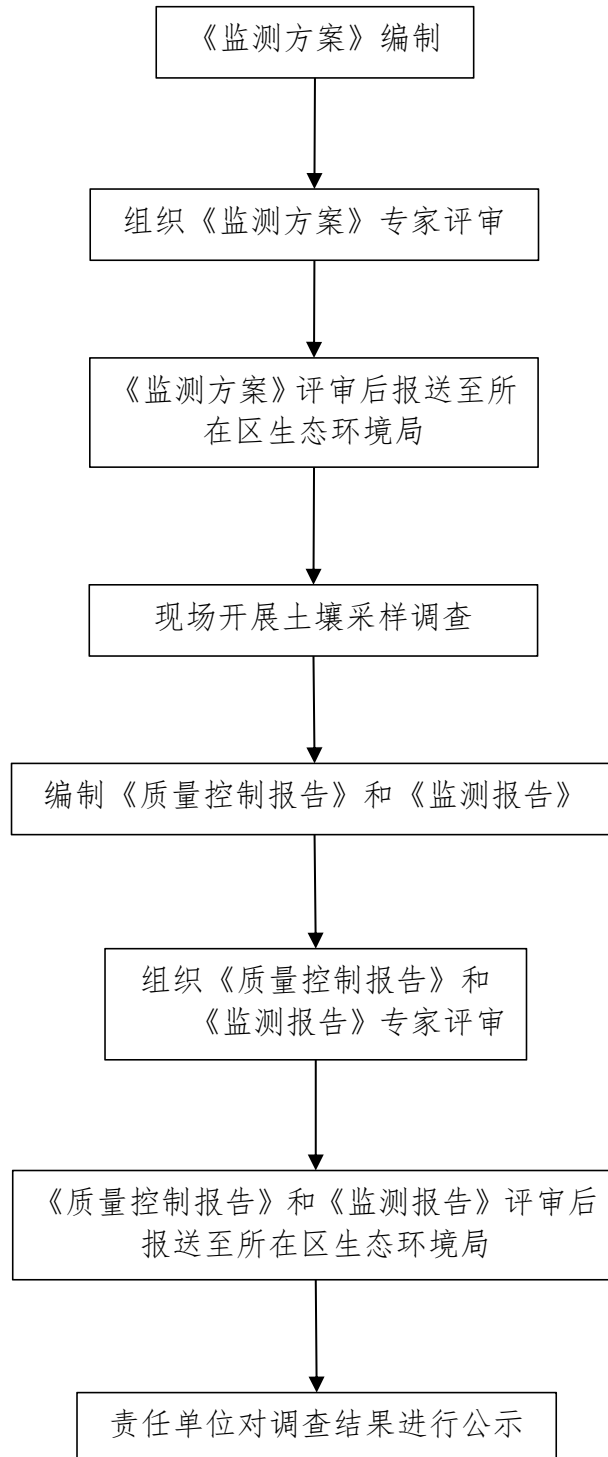 《监测方案》编制
组织《监测方案》专家评审
《监测方案》评审后报送至所
在区生态环境局
现场开展土壤采样调查
编制《质量控制报告》和《监测报告》
组织《质量控制报告》和
《监测报告》专家评审
《质量控制报告》和《监测报告》评审后
报送至所在区生态环境局
责任单位对调查结果进行公示